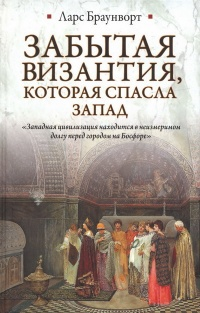 Ларс Браунворт
ЗАБЫТАЯ
ВИЗАНТИЯ,
КОТОРАЯ СПАСЛА
ЗАПАД
«Западная цивилизация находится в неизмеримом
долгу перед городом на Босфоре»